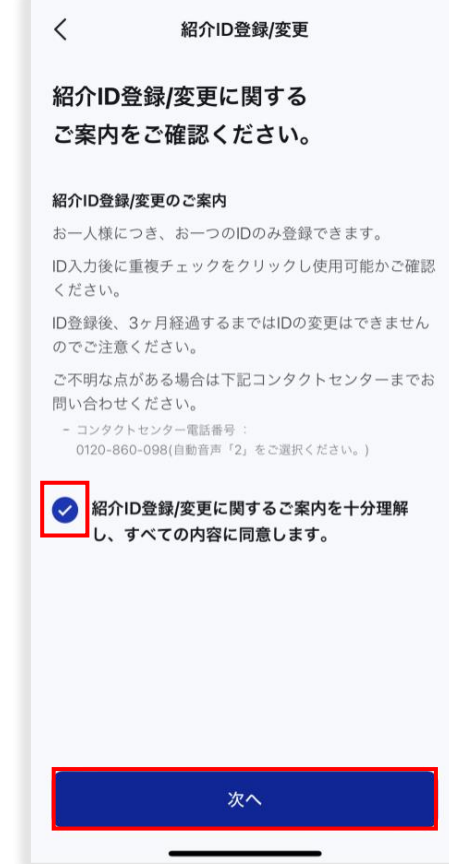 紹介ID登録/変更
紹介ID登録/変更に関する
ご案内をご確認ください。
紹介ID登録/変更のご案内
お一人様につき、お一つのIDのみ登録できます。
ID入力後に重複チェックをクリックし使用可能かご確認
ください。
ID登録後、3ヶ月経過するまではIDの変更はできません
のでご注意ください。
ご不明な点がある場合は下記コンタクトセンターまでお
問い合わせください。
- コンタクトセンター電話番号 :
0120-860-098(自動音声「2」をご選択ください。)
紹介ID登録/変更に関するご案内を十分理解
し、すべての内容に同意します。
次へ